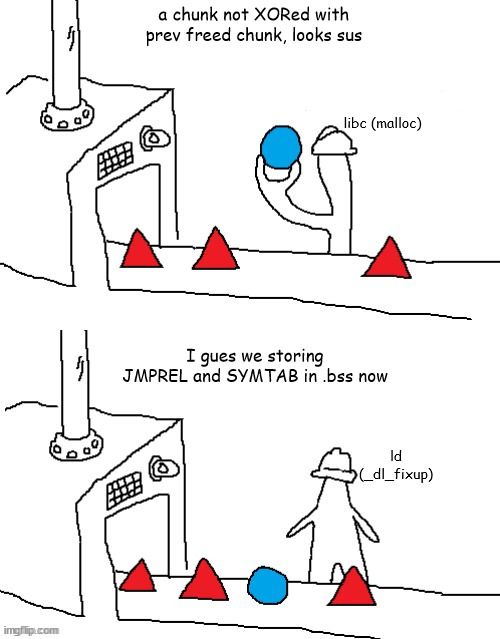 a chunk not XORed with
prev freed chunk, looks sus
libc (malloc)
I gues we storing
JMPREL and SYMTAB in .bss now
ld
(_dl_fixup)
imgflip.com